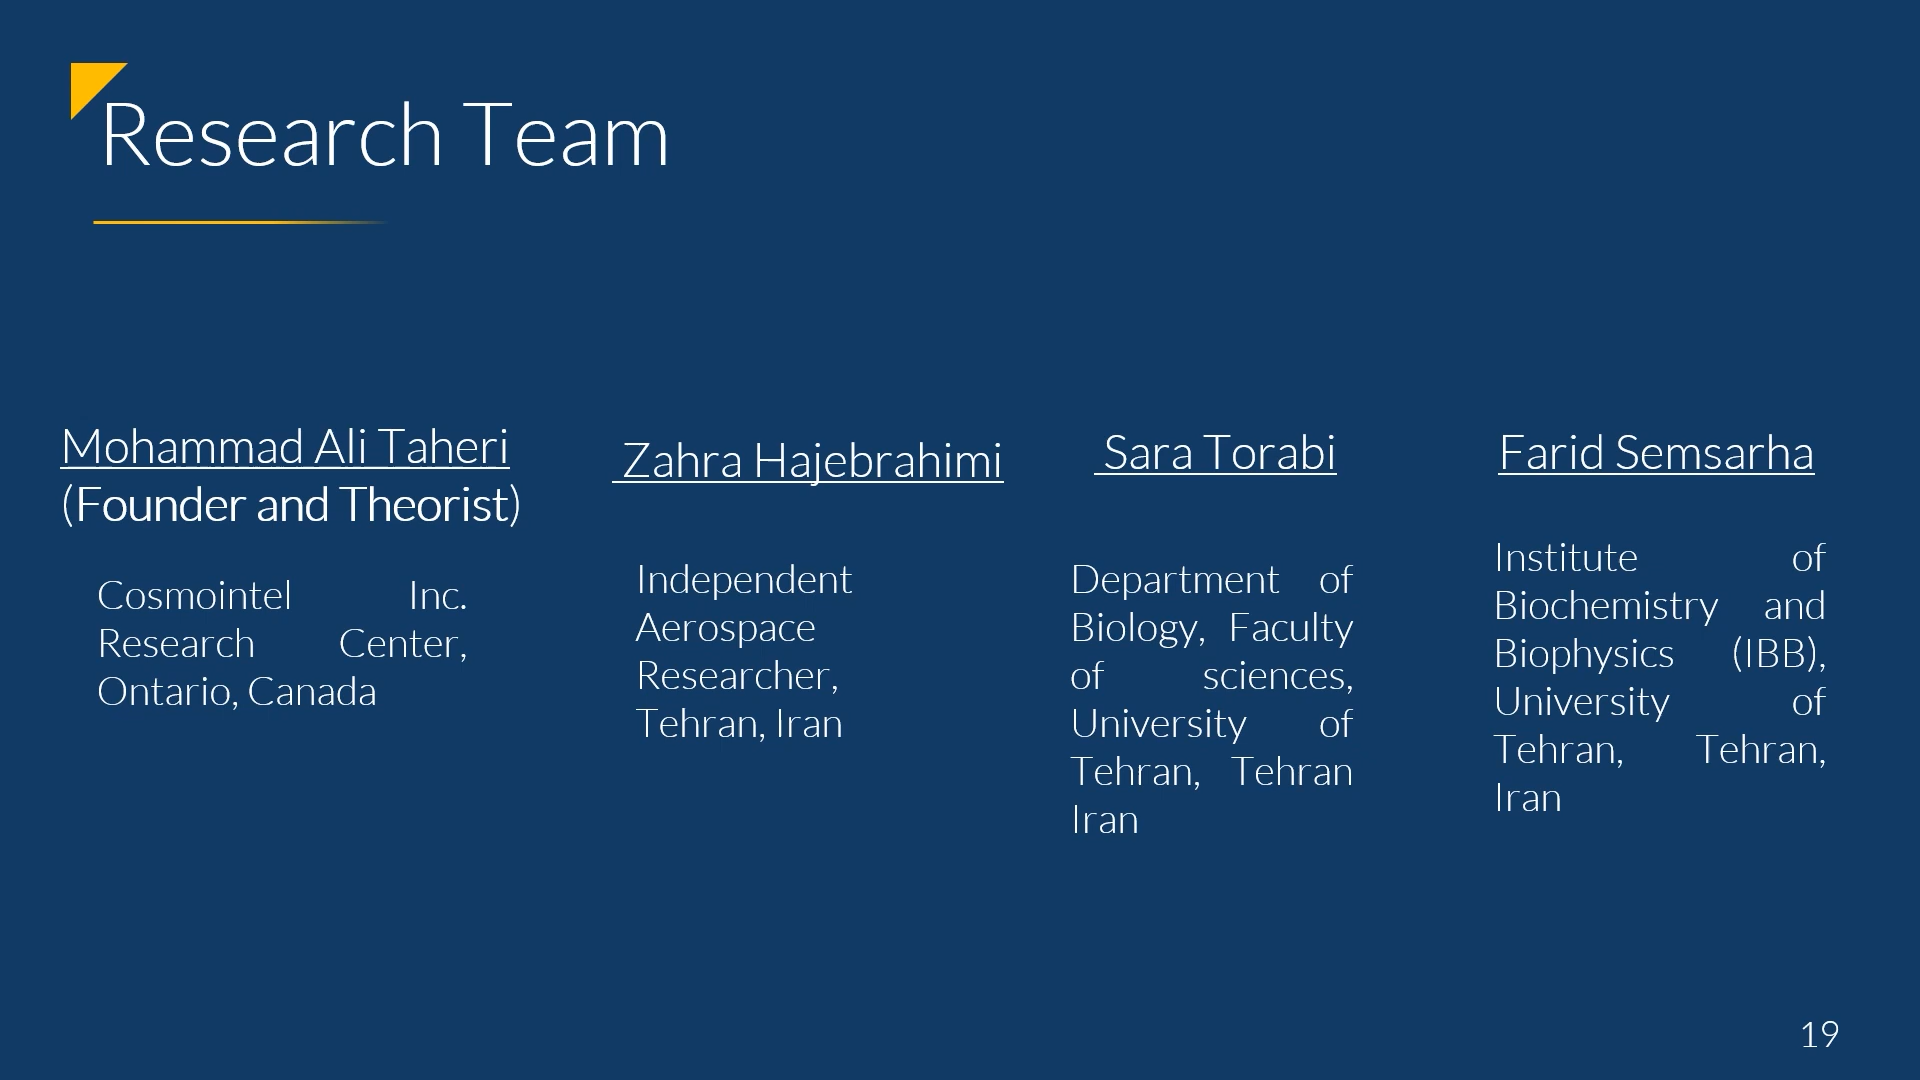 Research Team
Mohammad Ali Taheri
(Founder and Theorist)
Cosmointel Inc.
Research Center,
Ontario, Canada
Zahra Hajebrahimi
Independent
Aerospace
Researcher,
Tehran, Iran
Sara Torabi
Department of
Biology, Faculty
of sciences,
University of
Tehran, Tehran
Iran
Farid Semsarha
Institute of
Biochemistry and
Biophysics (IBB),
University of
Tehran, Tehran,
Iran
19